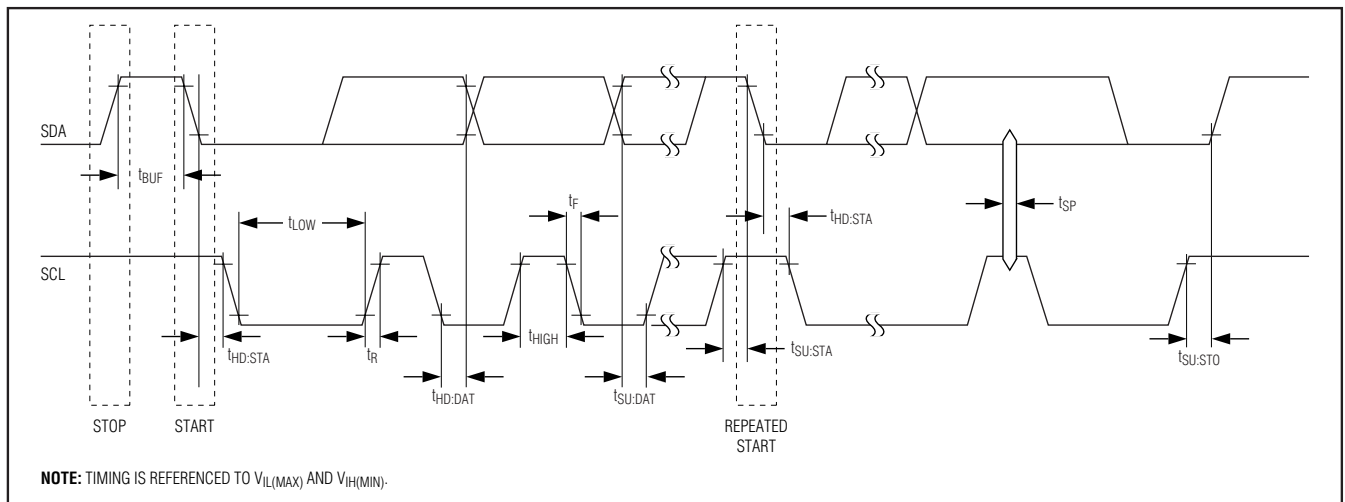 SDA
tBUF
tLOW
tF
tHD:STA
tSP
SCL
tHD:STA
tR
tHIGH
tSU:STA
tSU:STO
tHD:DAT
tSU:DAT
STOP
START
REPEATED
START
NOTE: TIMING IS REFERENCED TO VIL(MAX) AND VIH(MIN).